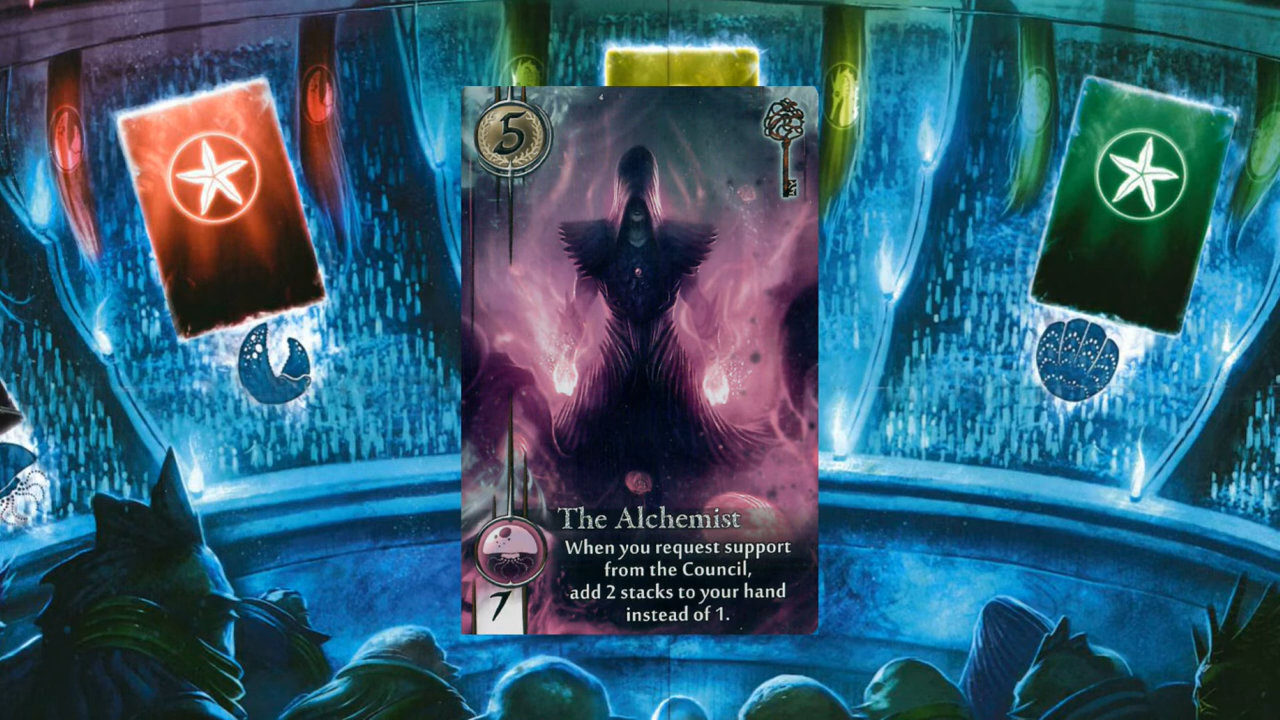 5
The Alchemist
When you request support
from the Council,
add 2 stacks to your hand
instead of 1.
7